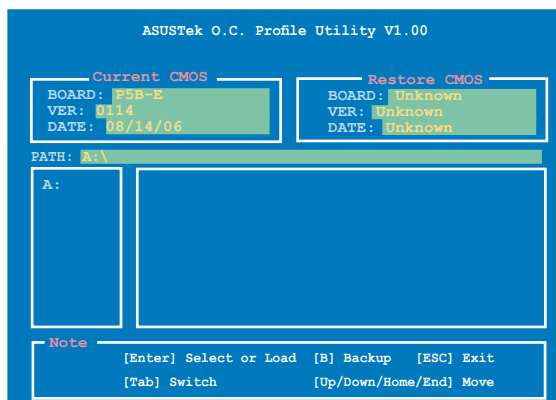 ASUSTek O.C. Profile Utility V1.00
Current CMOS
BOARD: P5B-E
VER: 0114
DATE: 08/14/06
Restore CMOS
BOARD: Unknown
VER: Unknown
DATE: Unknown
PATH: A:\
A:
Note
[Enter] Select or Load [B] Backup [ESC] Exit
[Tab] Switch [Up/Down/Home/End] Move